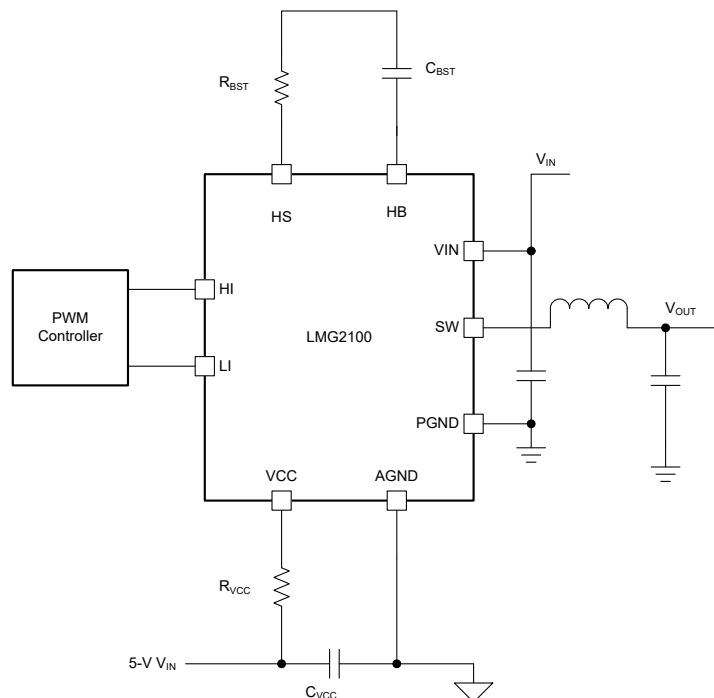 R_BST
C_BST
V_IN
HS
HB
VIN
HI
PWM
Controller
SW
V_OUT
LMG2100
LI
PGND
VCC
AGND
R_VCC
5-V V_IN
C_VCC